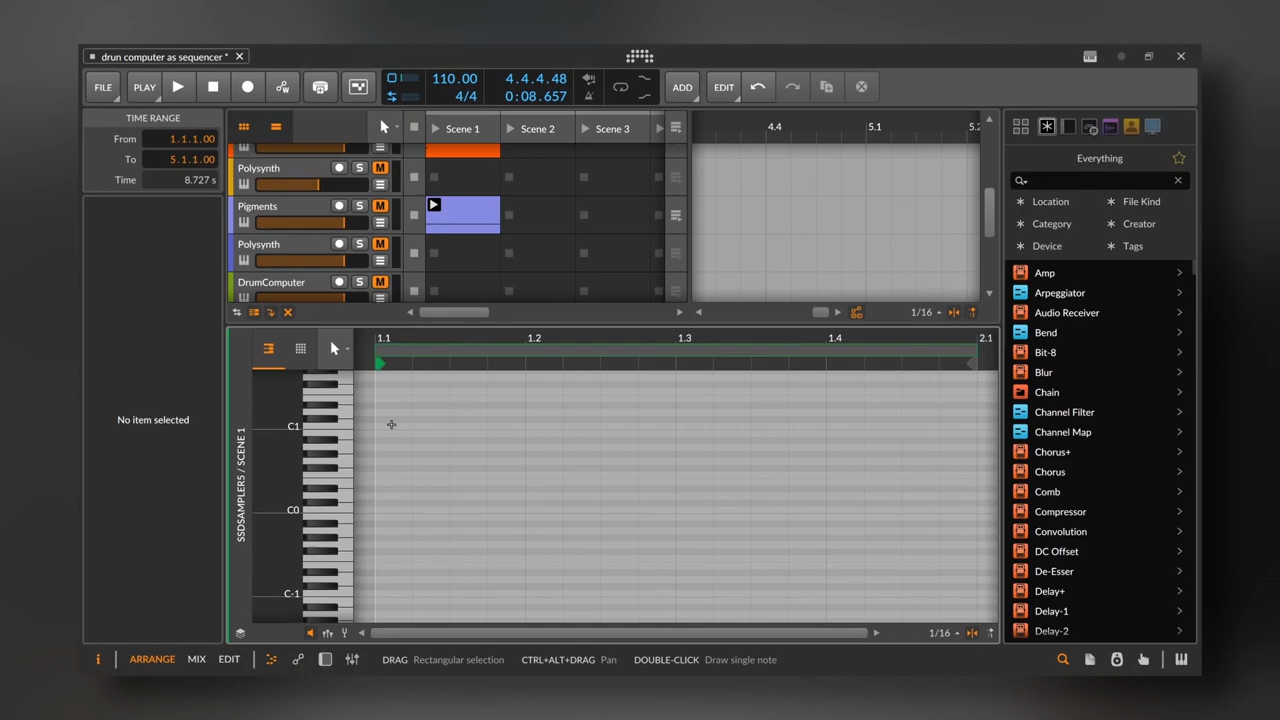 drun computer as sequencer *
FILE
PLAY
110.00
4/4
4.4.4.48
0:08.657
ADD
EDIT
TIME RANGE
From 1.1.1.00
To 5.1.1.00
Time 8.727 s
Scene 1
Scene 2
Scene 3
4.4
5.1
5.2
Polysynth
S
M
Pigments
S
M
Polysynth
S
M
DrumComputer
S
M
1/16
Everything
Location
File Kind
Category
Creator
Device
Tags
Amp
Arpeggiator
Audio Receiver
Bend
Bit-8
Blur
Chain
Channel Filter
Channel Map
Chorus+
Chorus
Comb
Compressor
Convolution
DC Offset
De-Esser
Delay+
Delay-1
Delay-2
No item selected
SSDSAMPLER5 / SCENE 1
1.1
1.2
1.3
1.4
2.1
C1
C0
C-1
1/16
i
ARRANGE
MIX
EDIT
DRAG Rectangular selection
CTRL+ALT+DRAG Pan
DOUBLE-CLICK Draw single note